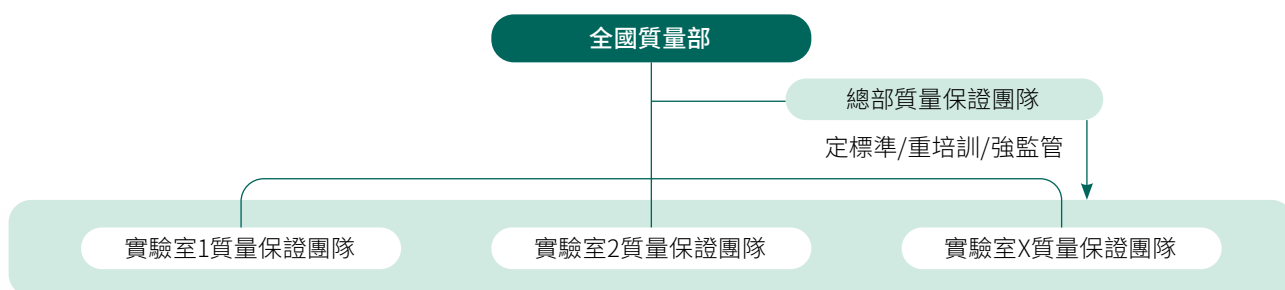 全國質量部
總部質量保證團隊
定標準/重培訓/強監管
實驗室1質量保證團隊
實驗室2質量保證團隊
實驗室X質量保證團隊